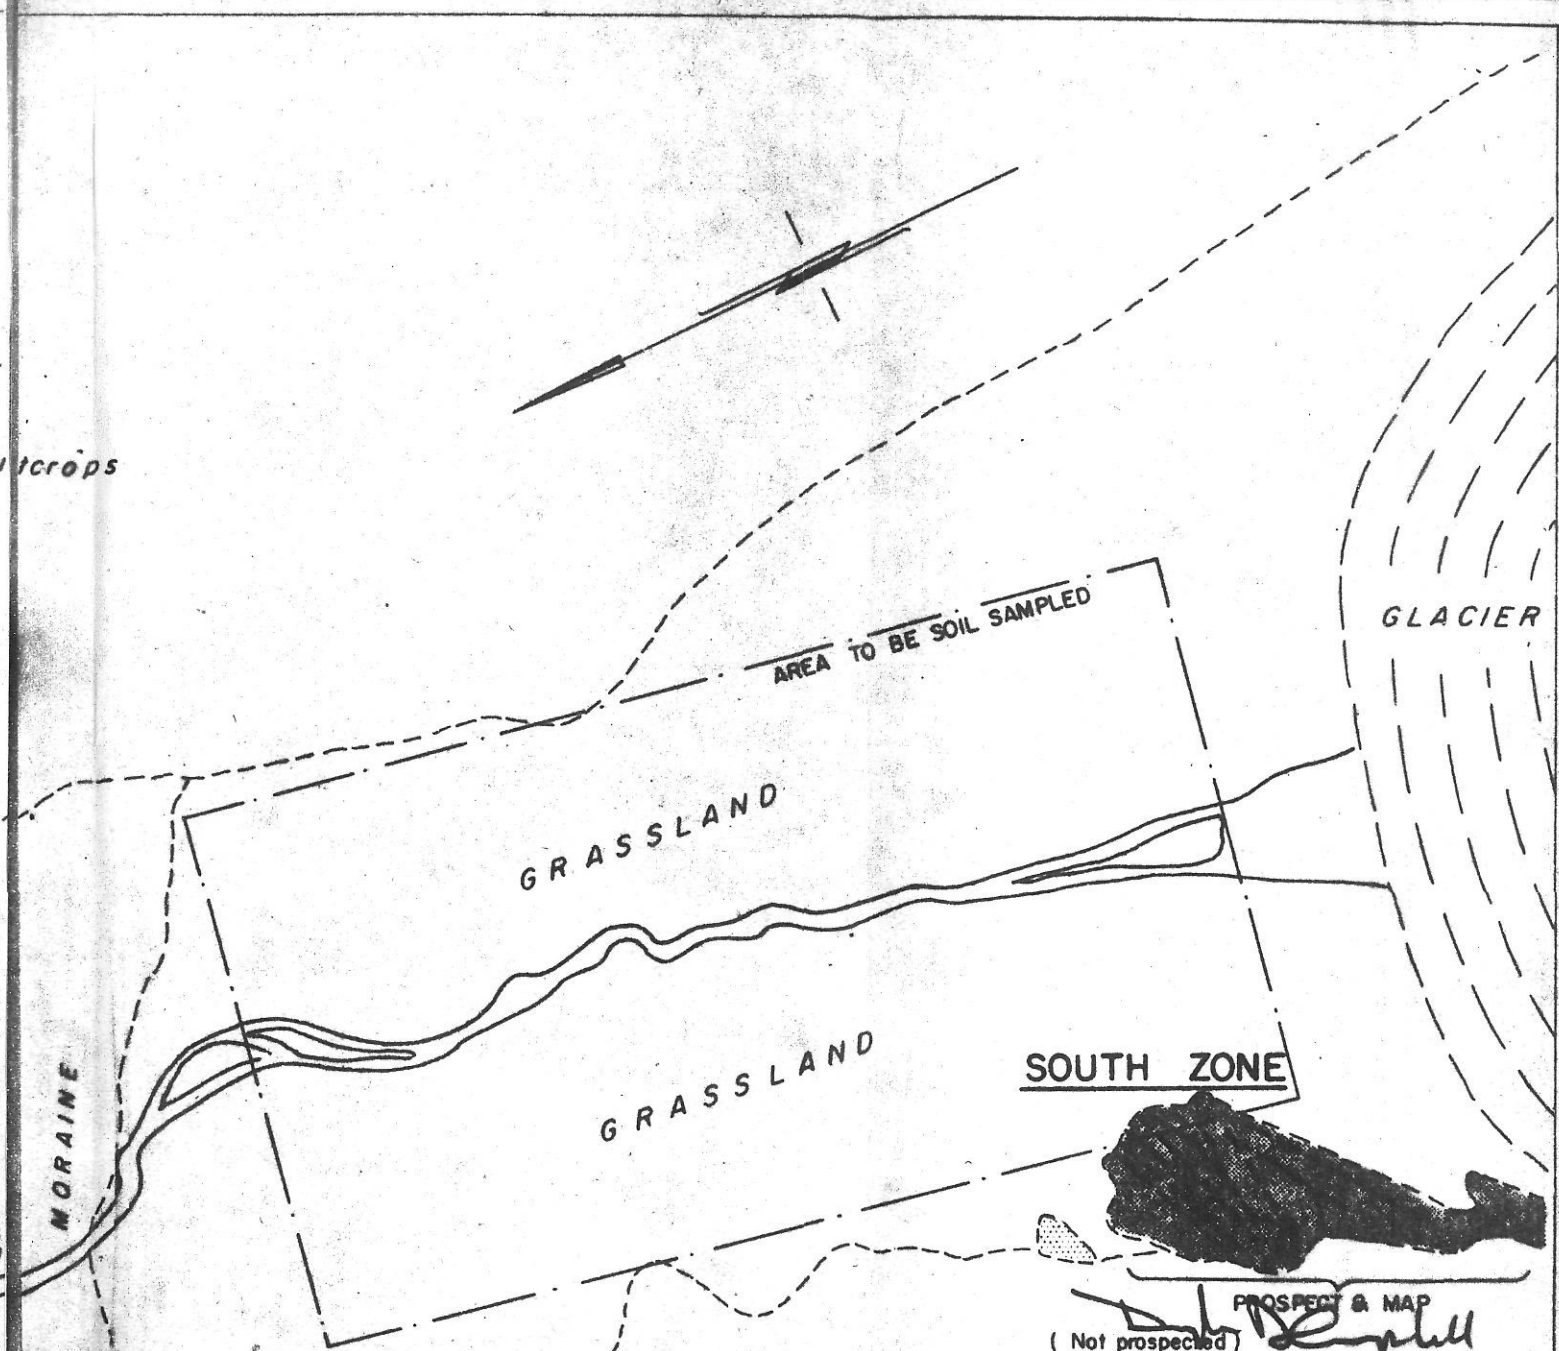 tcrops
AREA TO BE SOIL SAMPLED
GLACIER
GRASSLAND
GRASSLAND
SOUTH ZONE
MORAINE
PROSPECT & MAP
( Not prospected )